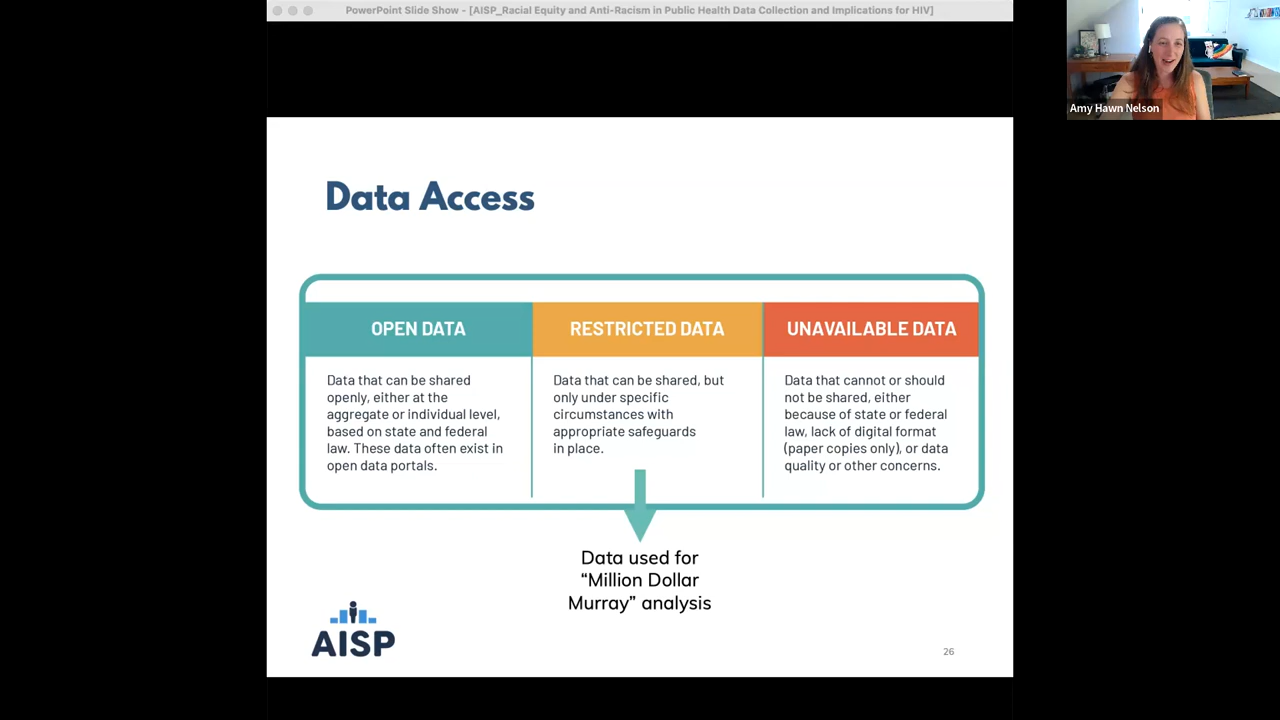 PowerPoint Slide Show - [AISP_Racial Equity and Anti-Racism in Public Health Data Collection and Implications for HIV]
Amy Hawn Nelson
Data Access
OPEN DATA
Data that can be shared
openly, either at the
aggregate or individual level,
based on state and federal
law. These data often exist in
open data portals.
RESTRICTED DATA
Data that can be shared, but
only under specific
circumstances with
appropriate safeguards
in place.
UNAVAILABLE DATA
Data that cannot or should
not be shared, either
because of state or federal
law, lack of digital format
(paper copies only), or data
quality or other concerns.
Data used for
“Million Dollar
Murray” analysis
AISP
26